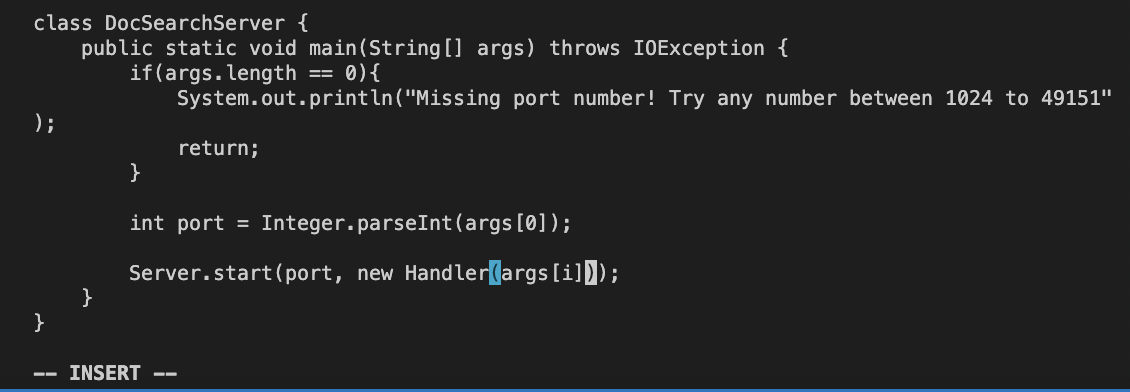 class DocSearchServer {
    public static void main(String[] args) throws IOException {
        if(args.length == 0){
            System.out.println("Missing port number! Try any number between 1024 to 49151"
);
            return;
        }

        int port = Integer.parseInt(args[0]);

        Server.start(port, new Handler(args[i]));
    }
}

-- INSERT --